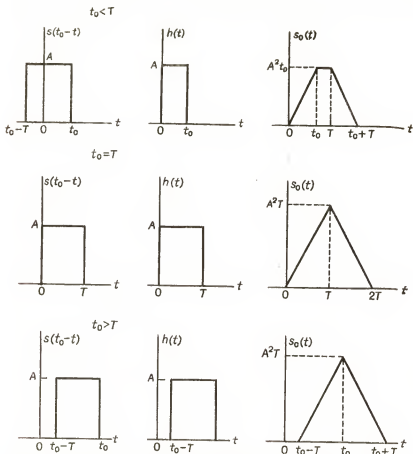 t₀<T
s(t₀-t) h(t) s₀(t)
A A A²t₀
t₀-T 0 t₀ t 0 t₀ t 0 t₀ T t₀+T t
t₀=T
s(t₀-t) h(t) s₀(t)
A A A²T
0 T t 0 T t 0 T 2T t
t₀>T
s(t₀-t) h(t) s₀(t)
A A A²T
0 t₀-T t₀ t 0 t₀-T t₀ t 0 t₀-T t₀ t₀+T t